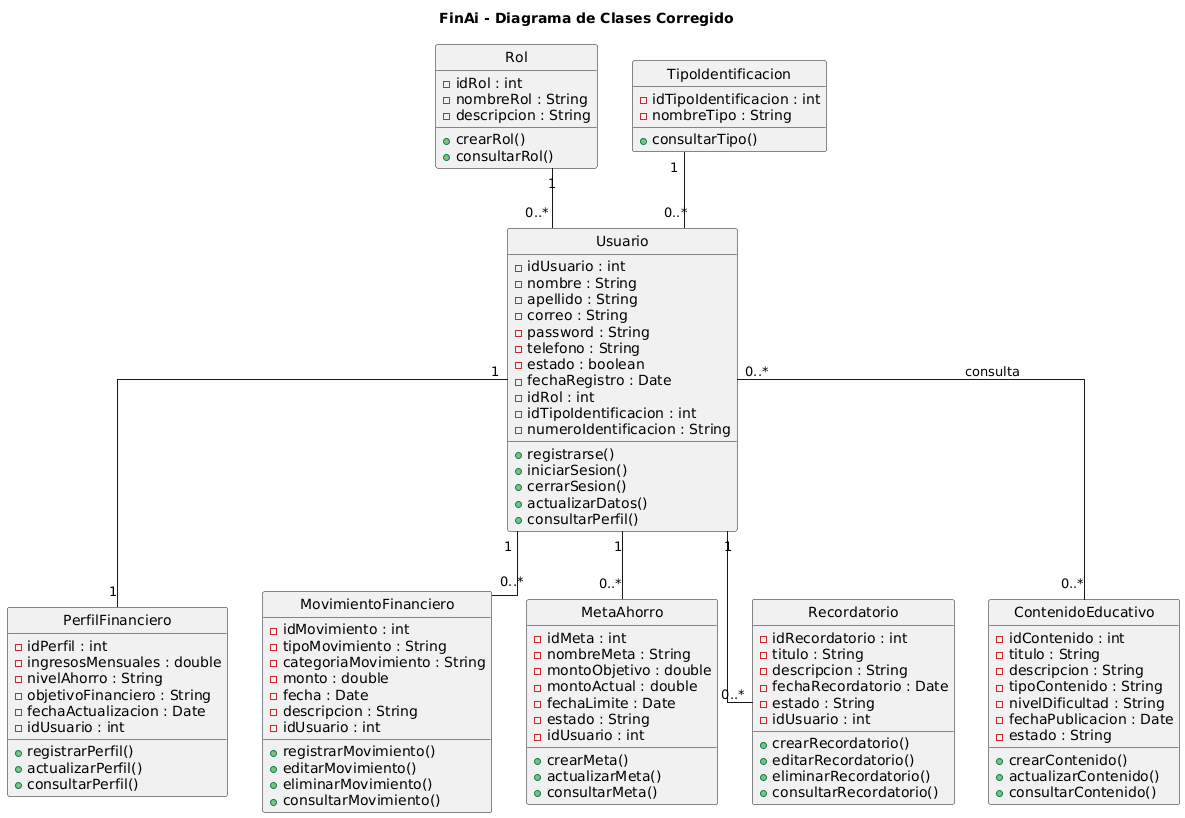 FinAi - Diagrama de Clases Corregido
Rol
idRol : int
nombreRol : String
descripcion : String
crearRol()
consultarRol()
TipoIdentificacion
idTipoIdentificacion : int
nombreTipo : String
consultarTipo()
1
0..*
1
0..*
Usuario
idUsuario : int
nombre : String
apellido : String
correo : String
password : String
telefono : String
estado : boolean
fechaRegistro : Date
idRol : int
idTipoIdentificacion : int
numeroIdentificacion : String
registrarse()
iniciarSesion()
cerrarSesion()
actualizarDatos()
consultarPerfil()
1
0..*
consulta
1
0..*
1
0..*
1
0..*
1
0..*
PerfilFinanciero
idPerfil : int
ingresosMensuales : double
nivelAhorro : String
objetivoFinanciero : String
fechaActualizacion : Date
idUsuario : int
registrarPerfil()
actualizarPerfil()
consultarPerfil()
MovimientoFinanciero
idMovimiento : int
tipoMovimiento : String
categoriaMovimiento : String
monto : double
fecha : Date
descripcion : String
idUsuario : int
registrarMovimiento()
editarMovimiento()
eliminarMovimiento()
consultarMovimiento()
MetaAhorro
idMeta : int
nombreMeta : String
montoObjetivo : double
montoActual : double
fechaLimite : Date
estado : String
idUsuario : int
crearMeta()
actualizarMeta()
consultarMeta()
Recordatorio
idRecordatorio : int
titulo : String
descripcion : String
fechaRecordatorio : Date
estado : String
idUsuario : int
crearRecordatorio()
editarRecordatorio()
eliminarRecordatorio()
consultarRecordatorio()
ContenidoEducativo
idContenido : int
titulo : String
descripcion : String
tipoContenido : String
nivelDificultad : String
fechaPublicacion : Date
estado : String
crearContenido()
actualizarContenido()
consultarContenido()